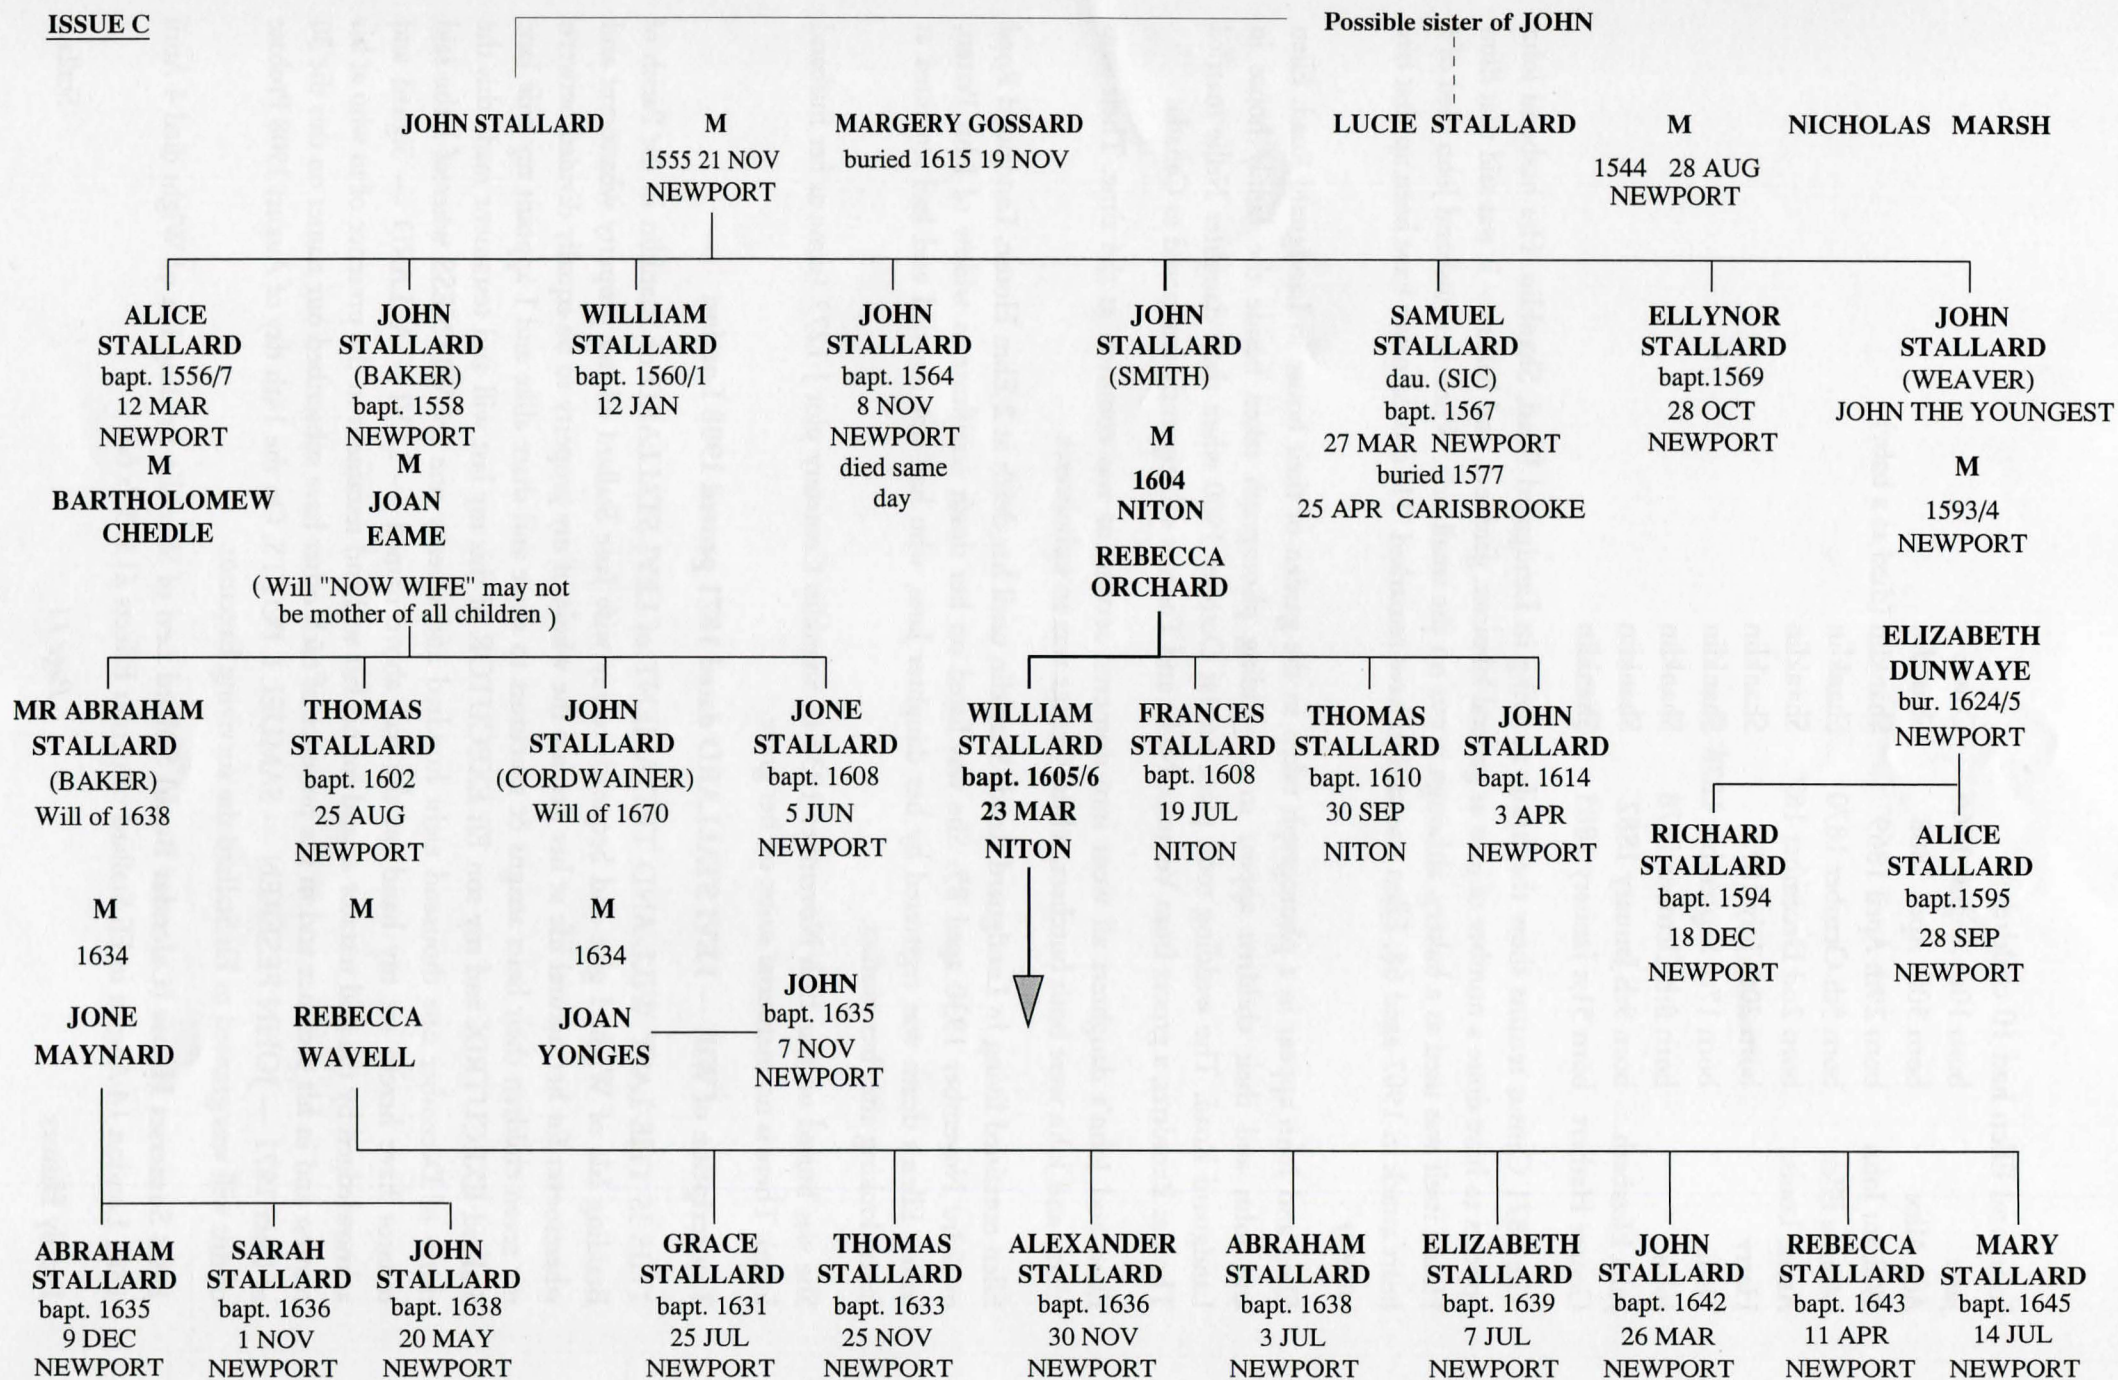 ISSUE C
Possible sister of JOHN
JOHN STALLARD M MARGERY GOSSARD
1555 21 NOV
NEWPORT
buried 1615 19 NOV
LUCIE STALLARD M NICHOLAS MARSH
1544 28 AUG
NEWPORT
ALICE
STALLARD
bapt. 1556/7
12 MAR
NEWPORT
M
BARTHOLOMEW
CHEDLE
JOHN
STALLARD
(BAKER)
bapt. 1558
NEWPORT
M
JOAN
EAME
WILLIAM
STALLARD
bapt. 1560/1
12 JAN
JOHN
STALLARD
bapt. 1564
8 NOV
NEWPORT
died same
day
JOHN
STALLARD
(SMITH)
M
1604
NITON
REBECCA
ORCHARD
SAMUEL
STALLARD
dau. (SIC)
bapt. 1567
27 MAR NEWPORT
buried 1577
25 APR CARISBROOKE
ELLYNOR
STALLARD
bapt.1569
28 OCT
NEWPORT
JOHN
STALLARD
(WEAVER)
JOHN THE YOUNGEST
M
1593/4
NEWPORT
ELIZABETH
DUNWAYE
bur. 1624/5
NEWPORT
( Will "NOW WIFE" may not
be mother of all children )
MR ABRAHAM
STALLARD
(BAKER)
Will of 1638
M
1634
JONE
MAYNARD
THOMAS
STALLARD
bapt. 1602
25 AUG
NEWPORT
M
REBECCA
WAVELL
JOHN
STALLARD
(CORDWAINER)
Will of 1670
M
1634
JOAN
YONGES
JONE
STALLARD
bapt. 1608
5 JUN
NEWPORT
JOHN
bapt. 1635
7 NOV
NEWPORT
WILLIAM
STALLARD
bapt. 1605/6
23 MAR
NITON
FRANCES
STALLARD
bapt. 1608
19 JUL
NITON
THOMAS
STALLARD
bapt. 1610
30 SEP
NITON
JOHN
STALLARD
bapt. 1614
3 APR
NEWPORT
RICHARD
STALLARD
bapt. 1594
18 DEC
NEWPORT
ALICE
STALLARD
bapt.1595
28 SEP
NEWPORT
ABRAHAM
STALLARD
bapt. 1635
9 DEC
NEWPORT
SARAH
STALLARD
bapt. 1636
1 NOV
NEWPORT
JOHN
STALLARD
bapt. 1638
20 MAY
NEWPORT
GRACE
STALLARD
bapt. 1631
25 JUL
NEWPORT
THOMAS
STALLARD
bapt. 1633
25 NOV
NEWPORT
ALEXANDER
STALLARD
bapt. 1636
30 NOV
NEWPORT
ABRAHAM
STALLARD
bapt. 1638
3 JUL
NEWPORT
ELIZABETH
STALLARD
bapt. 1639
7 JUL
NEWPORT
JOHN
STALLARD
bapt. 1642
26 MAR
NEWPORT
REBECCA
STALLARD
bapt. 1643
11 APR
NEWPORT
MARY
STALLARD
bapt. 1645
14 JUL
NEWPORT